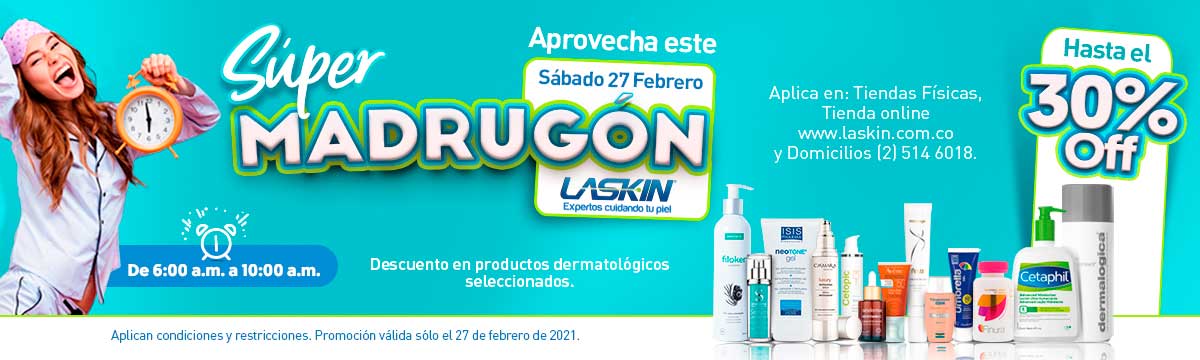 Súper
MADRUGÓN
Aprovecha este
Sábado 27 Febrero
LASKIN
Expertos cuidando tu piel
De 6:00 a.m. a 10:00 a.m.
Descuento en productos dermatológicos
seleccionados.
Aplica en: Tiendas Físicas,
Tienda online
www.laskin.com.co
y Domicilios (2) 514 6018.
Hasta el
30%
Off
filoker
ISIS
PHARMA
neOTONE
gel
Cetopic
umbrella
Finura
Cetaphil
dermalogica
Aplican condiciones y restricciones. Promoción válida sólo el 27 de febrero de 2021.